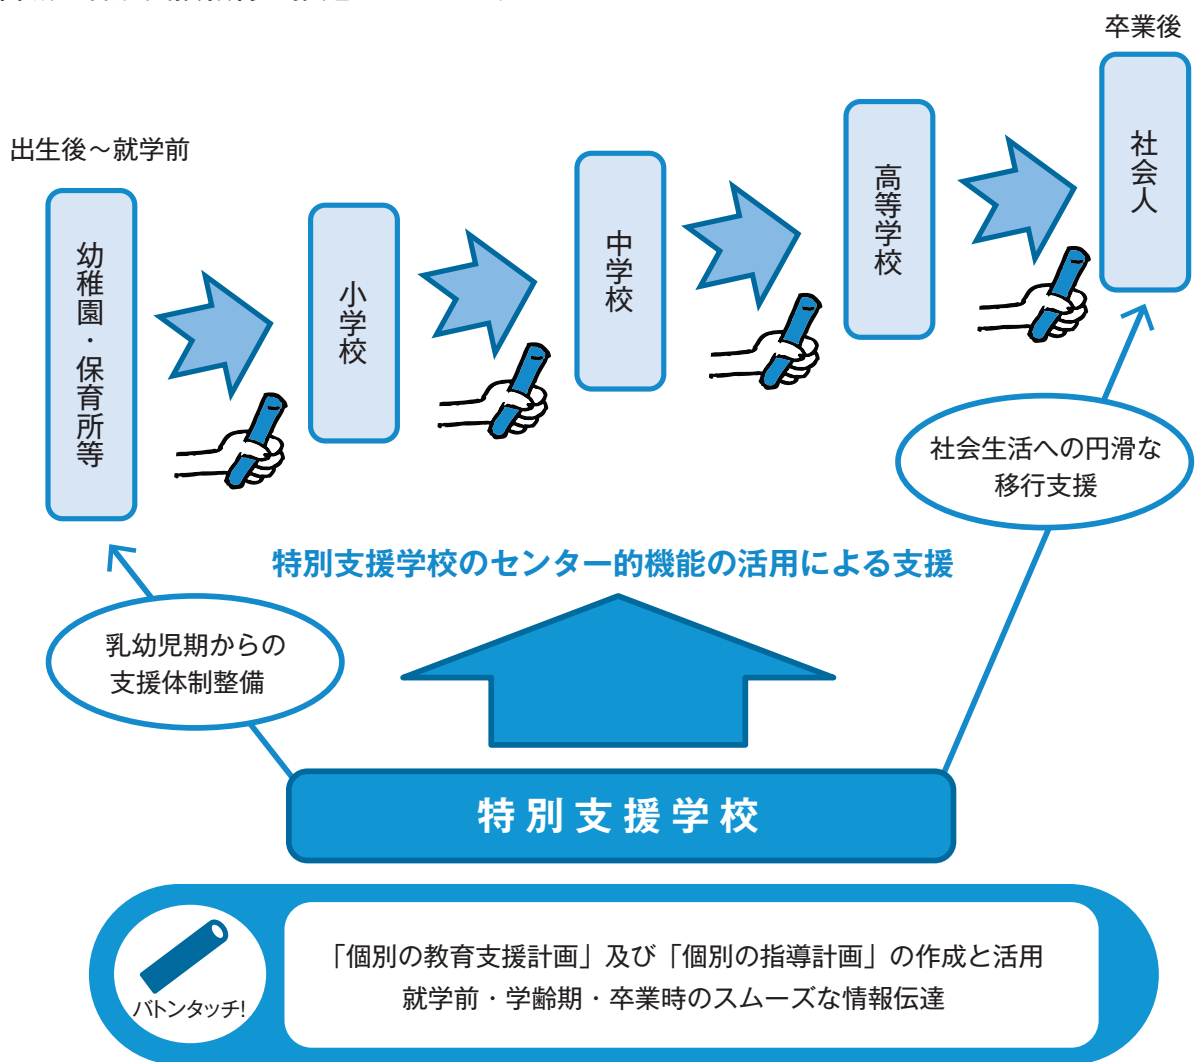 卒業後
社会人
出生後～就学前
高等学校
中学校
幼稚園・保育所等
小学校
社会生活への円滑な
移行支援
特別支援学校のセンター的機能の活用による支援
乳幼児期からの
支援体制整備
特別支援学校
「個別の教育支援計画」及び「個別の指導計画」の作成と活用
就学前・学齢期・卒業時のスムーズな情報伝達
バトンタッチ!